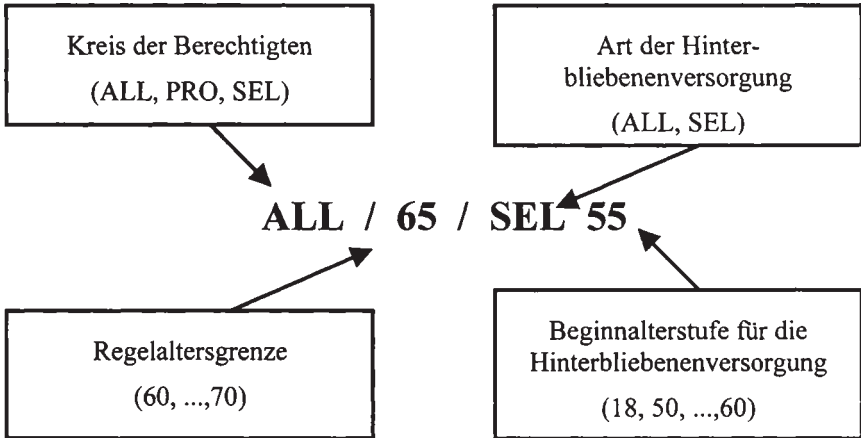 Kreis der Berechtigten
(ALL, PRO, SEL)
Art der Hinter-
bliebenenversorgung
(ALL, SEL)
ALL / 65 / SEL 55
Regelaltersgrenze
(60, ...,70)
Beginnalterstufe für die
Hinterbliebenenversorgung
(18, 50, ...,60)